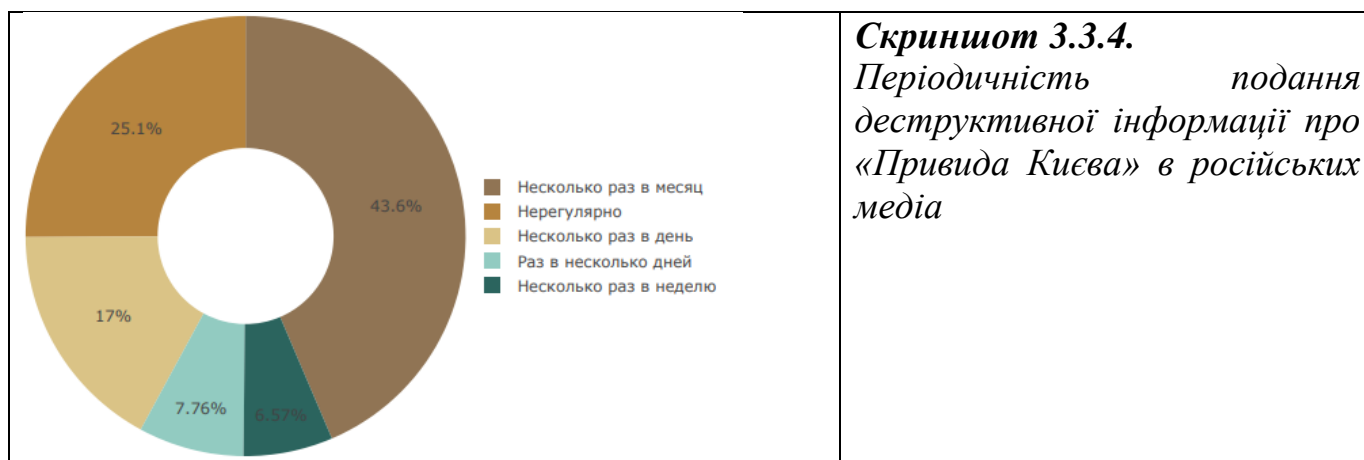 25.1%
43.6%
17%
7.76%
6.57%
Несколько раз в месяц
Нерегулярно
Несколько раз в день
Раз в несколько дней
Несколько раз в неделю
Скриншот 3.3.4.
Періодичність подання
деструктивної інформації про
«Привида Києва» в російських
медіа